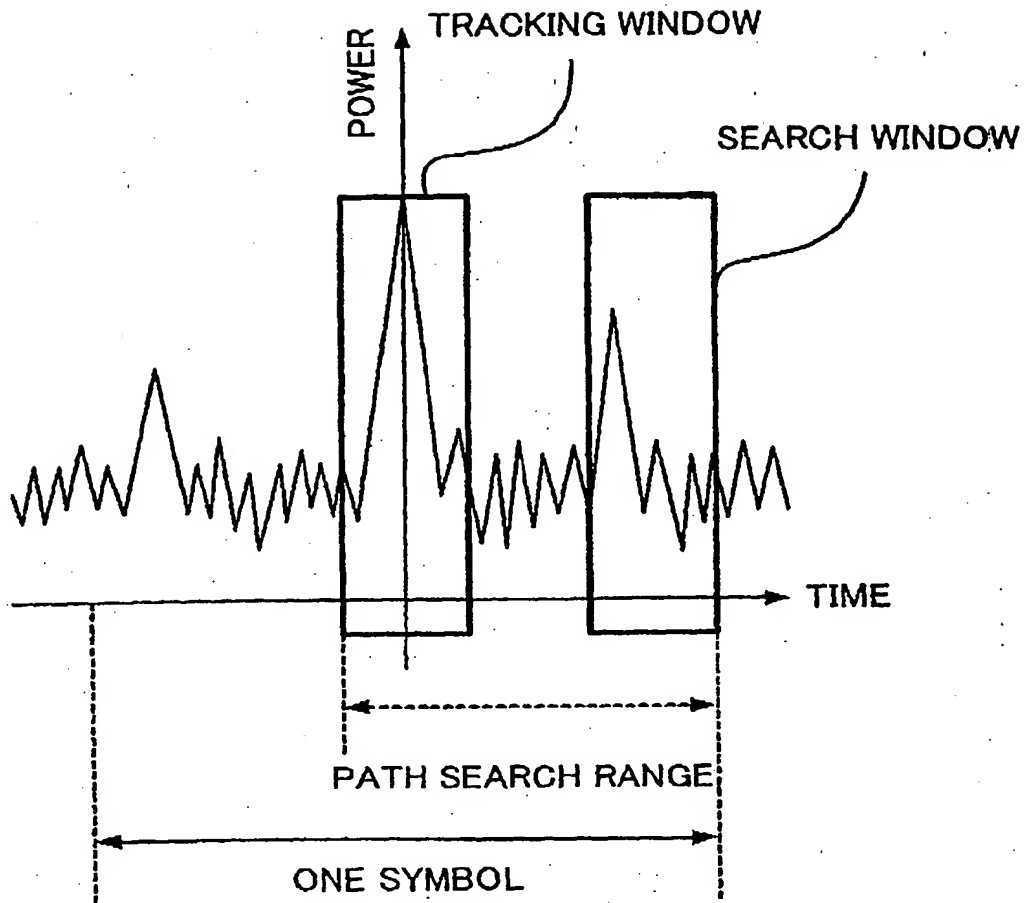 TRACKING WINDOW
POWER
SEARCH WINDOW
TIME
PATH SEARCH RANGE
ONE SYMBOL